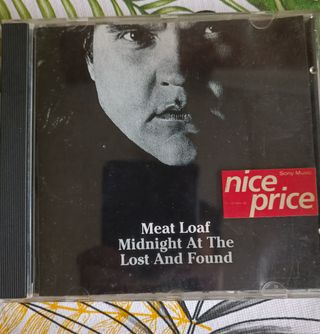 Meat Loaf
Midnight At The
Lost And Found
Sony Music
nice
price